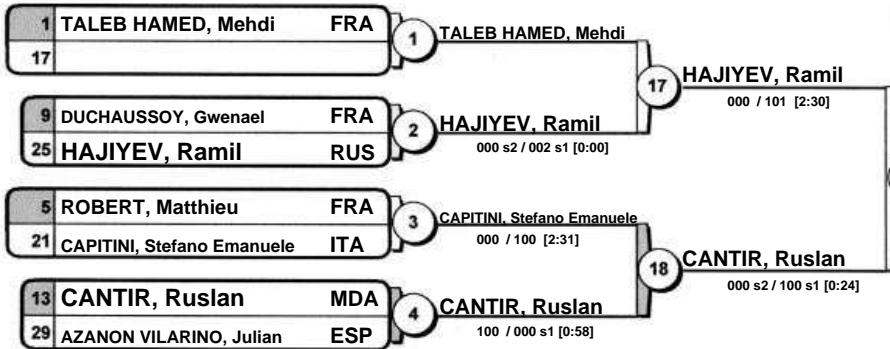 1 TALEB HAMED, Mehdi FRA
17
1 TALEB HAMED, Mehdi
9 DUCHAUSSOY, Gwenael FRA
25 HAJIYEV, Ramil RUS
2 HAJIYEV, Ramil
000 s2 / 002 s1 [0:00]
17 HAJIYEV, Ramil
000 / 101 [2:30]
5 ROBERT, Matthieu FRA
21 CAPITINI, Stefano Emanuele ITA
3 CAPITINI, Stefano Emanuele
000 / 100 [2:31]
13 CANTIR, Ruslan MDA
29 AZANON VILARINO, Julian ESP
4 CANTIR, Ruslan
100 / 000 s1 [0:58]
18 CANTIR, Ruslan
000 s2 / 100 s1 [0:24]